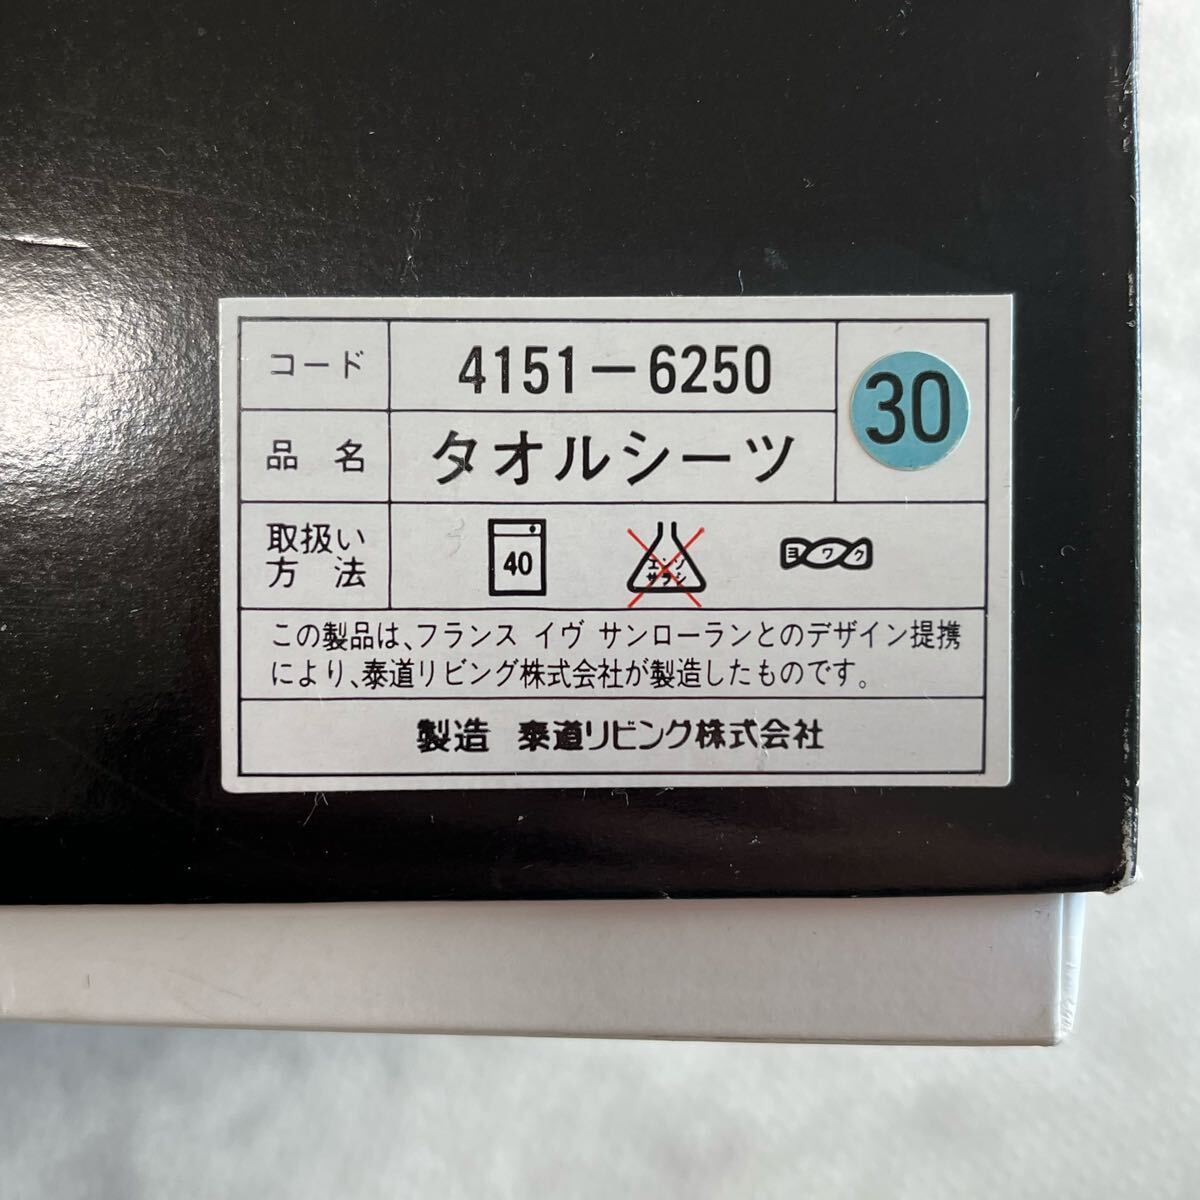 コード 4151-6250 30
品名 タオルシーツ
取扱い
方法
40
エンソ
サラシ
ヨワク
この製品は、フランス イヴ サンローランとのデザイン提携
により、泰道リビング株式会社が製造したものです。
製造 泰道リビング株式会社